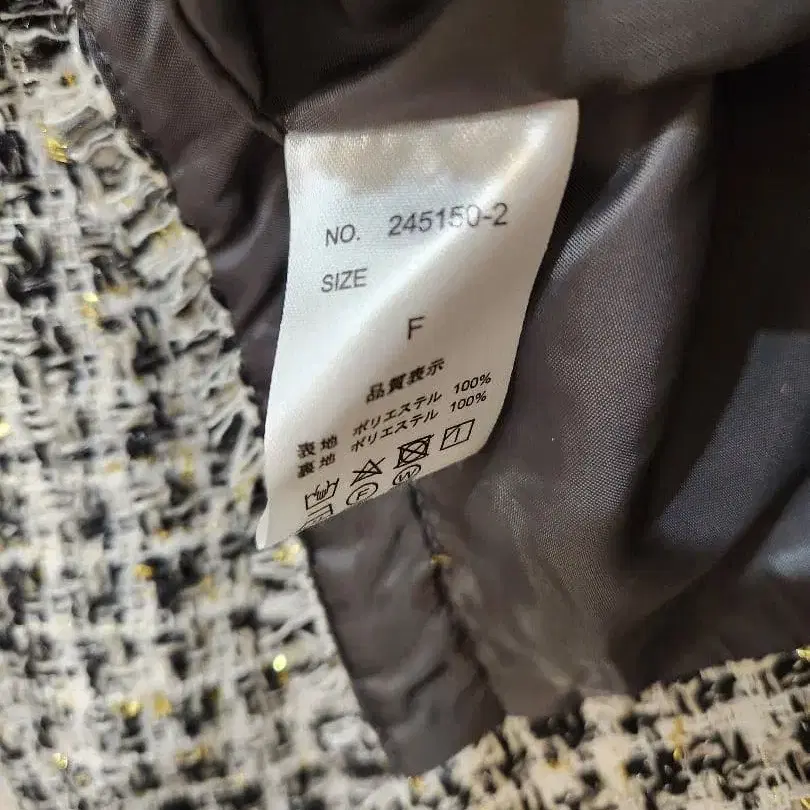 NO. 245150-2
SIZE
F
品質表示
表地 ポリエステル 100%
裏地 ポリエステル 100%
F W